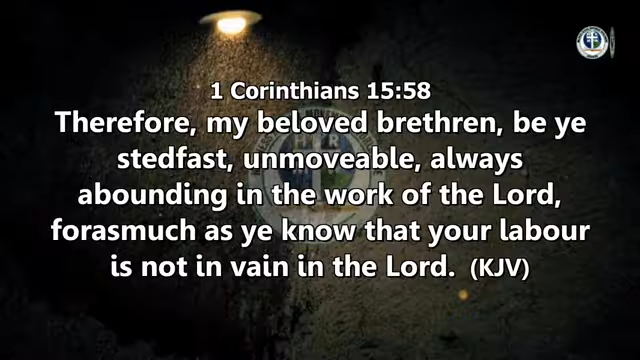 1 Corinthians 15:58
Therefore, my beloved brethren, be ye
stedfast, unmoveable, always
abounding in the work of the Lord,
forasmuch as ye know that your labour
is not in vain in the Lord. (KJV)